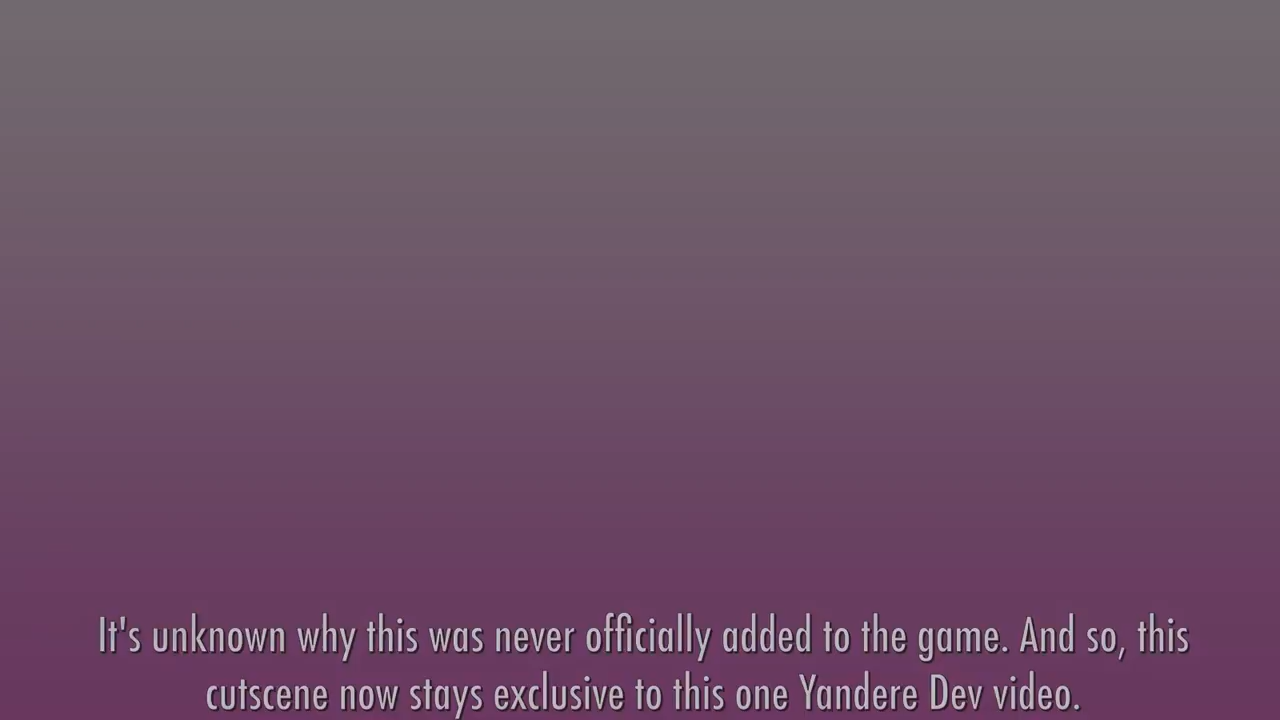 It's unknown why this was never officially added to the game. And so, this
cutscene now stays exclusive to this one Yandere Dev video.